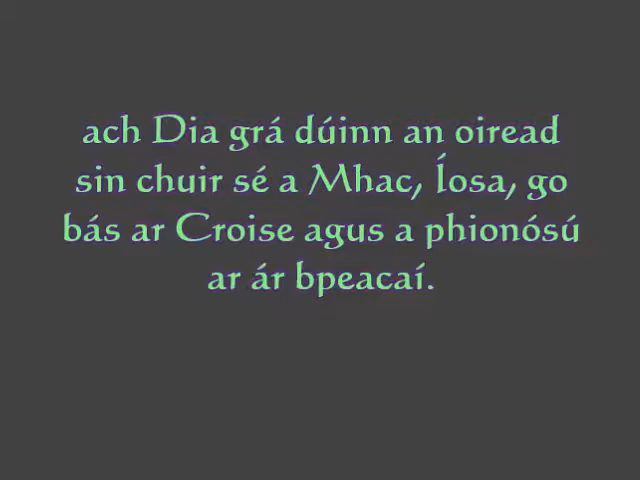 ach Dia grá dúinn an oiread
sin chuir sé a Mhac, Íosa, go
bás ar Croise agus a phionósú
ar ár bpeacaí.